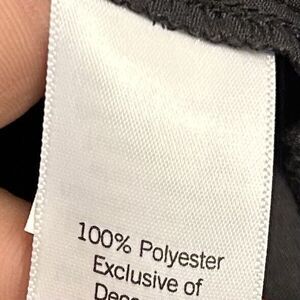 100% Polyester
Exclusive of